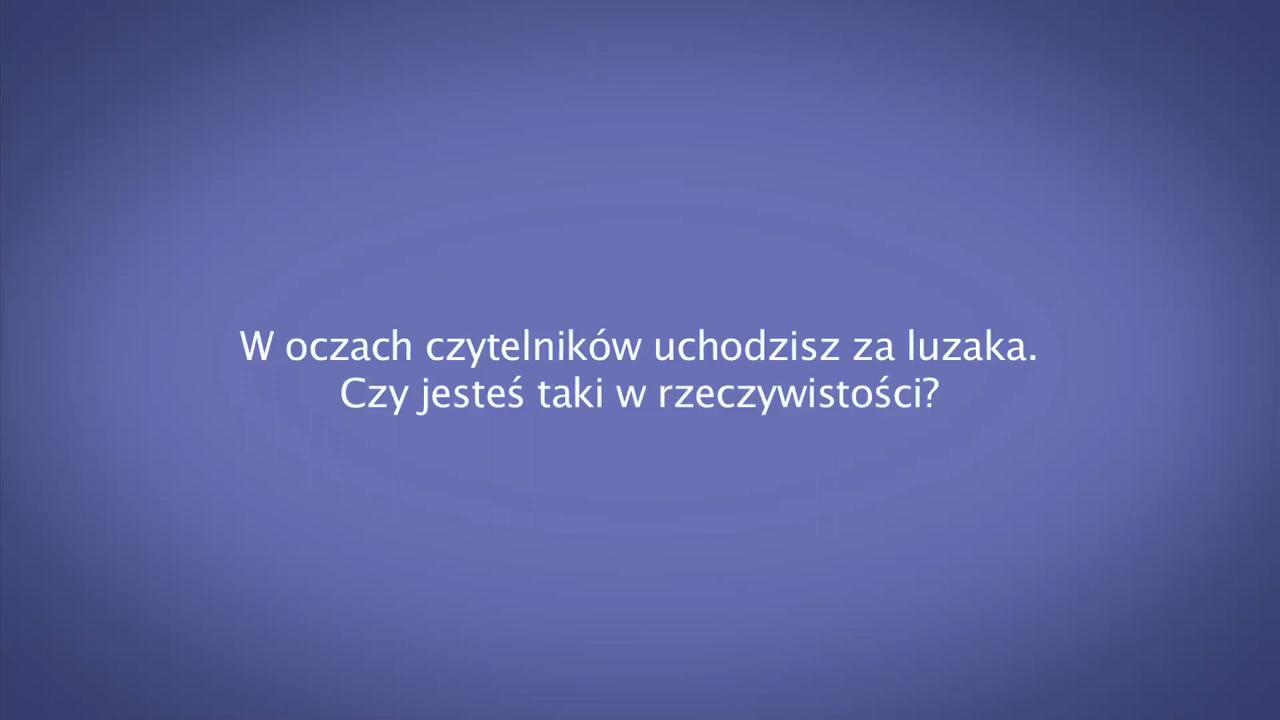 W oczach czytelników uchodzisz za luzaka.
Czy jesteś taki w rzeczywistości?